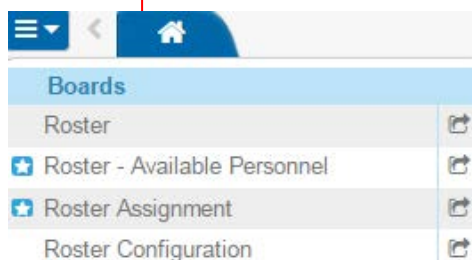 Boards
Roster
Roster - Available Personnel
Roster Assignment
Roster Configuration